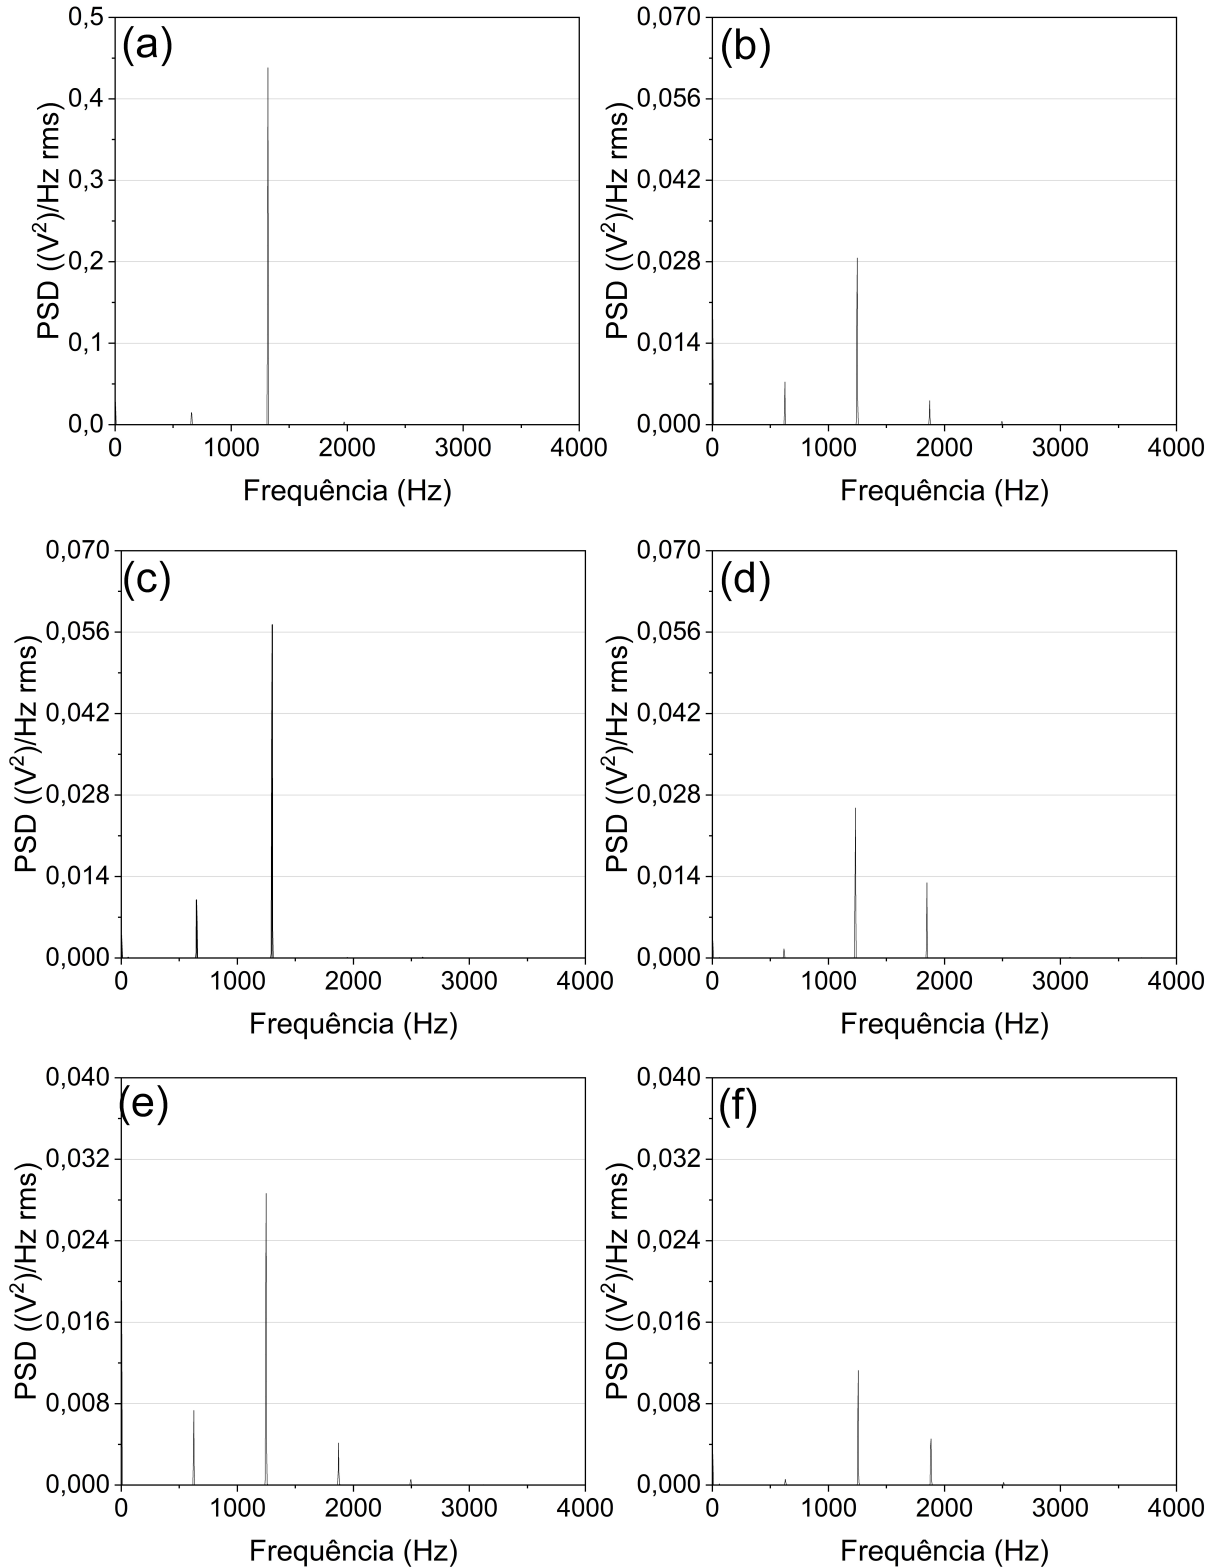 (a)
0,5
0,4
0,3
0,2
0,1
0,0
PSD ((V²)/Hz rms)
0 1000 2000 3000 4000
Frequência (Hz)
(b)
0,070
0,056
0,042
0,028
0,014
0,000
PSD ((V²)/Hz rms)
0 1000 2000 3000 4000
Frequência (Hz)
(c)
0,070
0,056
0,042
0,028
0,014
0,000
PSD ((V²)/Hz rms)
0 1000 2000 3000 4000
Frequência (Hz)
(d)
0,070
0,056
0,042
0,028
0,014
0,000
PSD ((V²)/Hz rms)
0 1000 2000 3000 4000
Frequência (Hz)
(e)
0,040
0,032
0,024
0,016
0,008
0,000
PSD ((V²)/Hz rms)
0 1000 2000 3000 4000
Frequência (Hz)
(f)
0,040
0,032
0,024
0,016
0,008
0,000
PSD ((V²)/Hz rms)
0 1000 2000 3000 4000
Frequência (Hz)